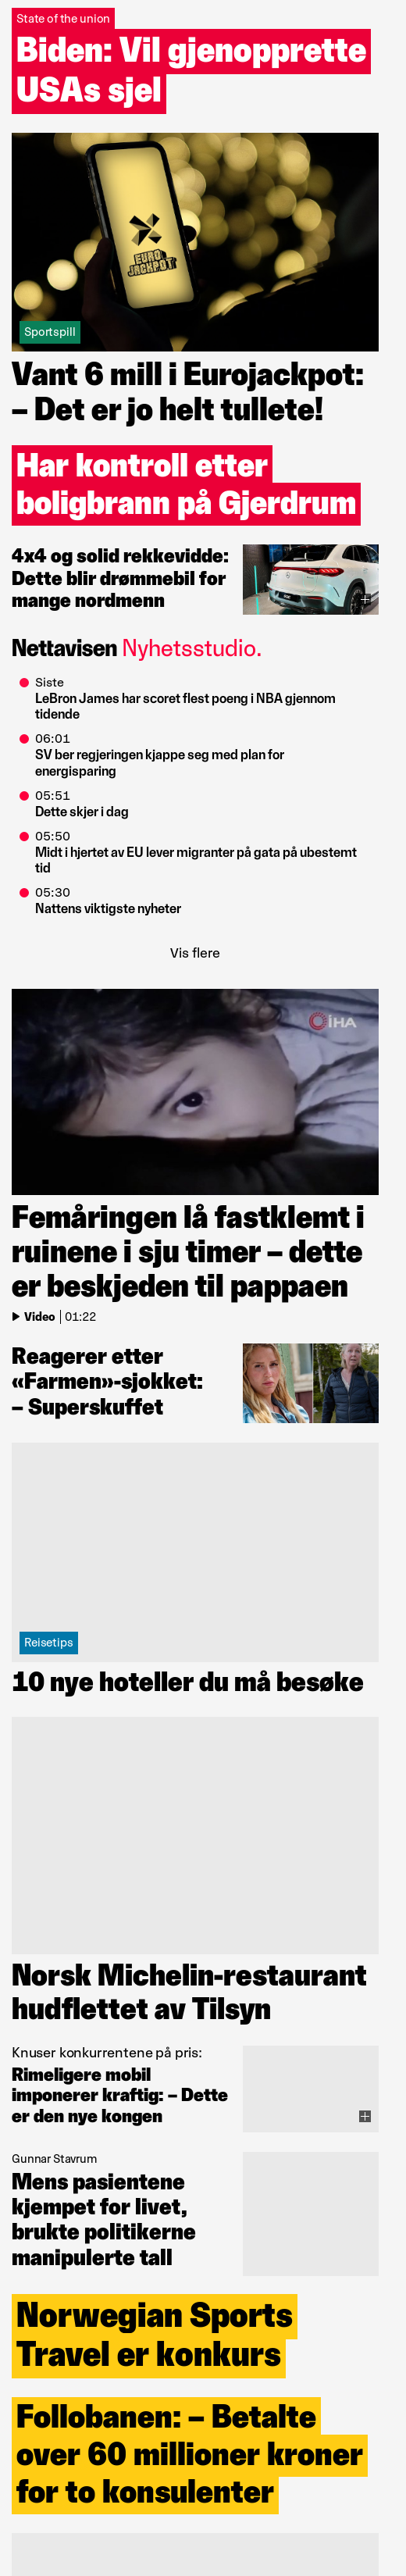 State of the union
Biden: Vil gjenopprette
USAs sjel
EURO
JACKPOT
Sportspill
Vant 6 mill i Eurojackpot:
– Det er jo helt tullete!
Har kontroll etter
boligbrann på Gjerdrum
4x4 og solid rekkevidde:
Dette blir drømmebil for
mange nordmenn
Nettavisen Nyhetsstudio.
Siste
LeBron James har scoret flest poeng i NBA gjennom
tidende
06:01
SV ber regjeringen kjappe seg med plan for
energisparing
05:51
Dette skjer i dag
05:50
Midt i hjertet av EU lever migranter på gata på ubestemt
tid
05:30
Nattens viktigste nyheter
Vis flere
İHA
Femåringen lå fastklemt i
ruinene i sju timer – dette
er beskjeden til pappaen
Video 01:22
Reagerer etter
«Farmen»-sjokket:
– Superskuffet
Reisetips
10 nye hoteller du må besøke
Norsk Michelin-restaurant
hudflettet av Tilsyn
Knuser konkurrentene på pris:
Rimeligere mobil
imponerer kraftig: – Dette
er den nye kongen
Gunnar Stavrum
Mens pasientene
kjempet for livet,
brukte politikerne
manipulerte tall
Norwegian Sports
Travel er konkurs
Follobanen: – Betalte
over 60 millioner kroner
for to konsulenter